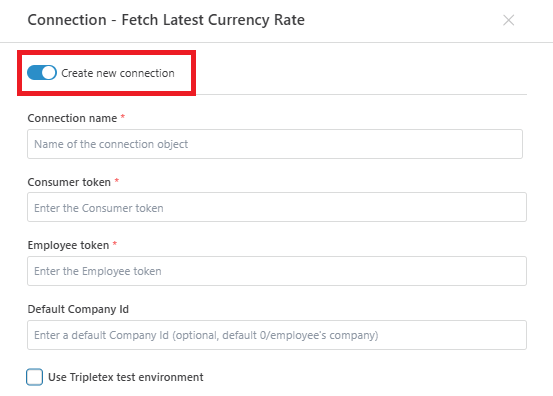 Connection - Fetch Latest Currency Rate
Create new connection
Connection name *
Name of the connection object
Consumer token *
Enter the Consumer token
Employee token *
Enter the Employee token
Default Company Id
Enter a default Company Id (optional, default 0/employee's company)
Use Tripletex test environment